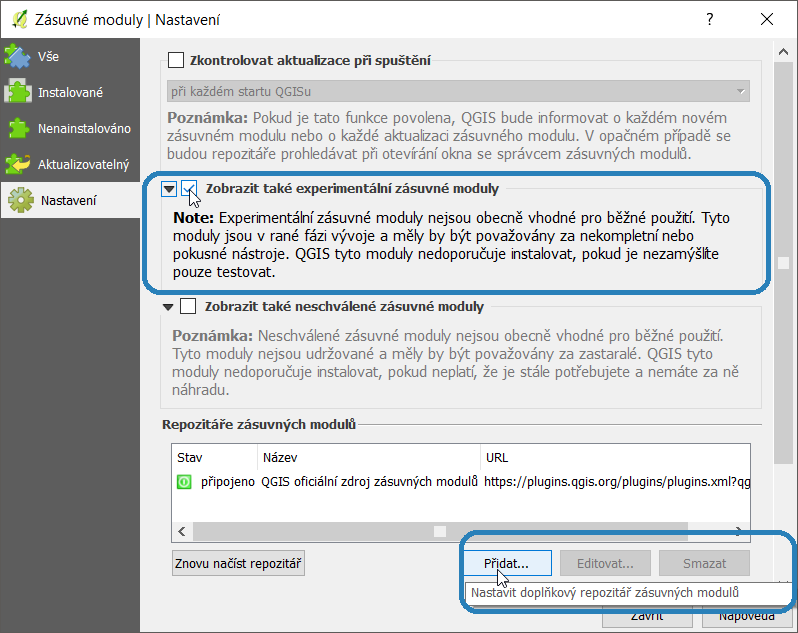 Zásuvné moduly | Nastavení
?
Vše
Instalované
Nenainstalováno
Aktualizovatelný
Nastavení
Zkontrolovat aktualizace při spuštění
při každém startu QGISu
Poznámka: Pokud je tato funkce povolena, QGIS bude informovat o každém novém
zásuvném modulu nebo o každé aktualizaci zásuvného modulu. V opačném případě se
budou repozitáře prohledávat při otevírání okna se správcem zásuvných modulů.
Zobrazit také experimentální zásuvné moduly
Note: Experimentální zásuvné moduly nejsou obecně vhodné pro běžné použití. Tyto
moduly jsou v rané fázi vývoje a měly by být považovány za nekompletní nebo
pokusné nástroje. QGIS tyto moduly nedoporučuje instalovat, pokud je nezamýšlíte
pouze testovat.
Zobrazit také neschválené zásuvné moduly
Poznámka: Neschválené zásuvné moduly nejsou obecně vhodné pro běžné použití.
Tyto moduly nejsou udržované a měly by být považovány za zastaralé. QGIS tyto
moduly nedoporučuje instalovat, pokud neplatí, že je stále potřebujete a nemáte za ně
náhradu.
Repozitáře zásuvných modulů
Stav Název URL
připojeno QGIS oficiální zdroj zásuvných modulů https://plugins.qgis.org/plugins/plugins.xml?qg
Znovu načíst repozitář Přidat... Editovat... Smazat
Nastavit doplňkový repozitář zásuvných modulů
Zavřít Nápověda